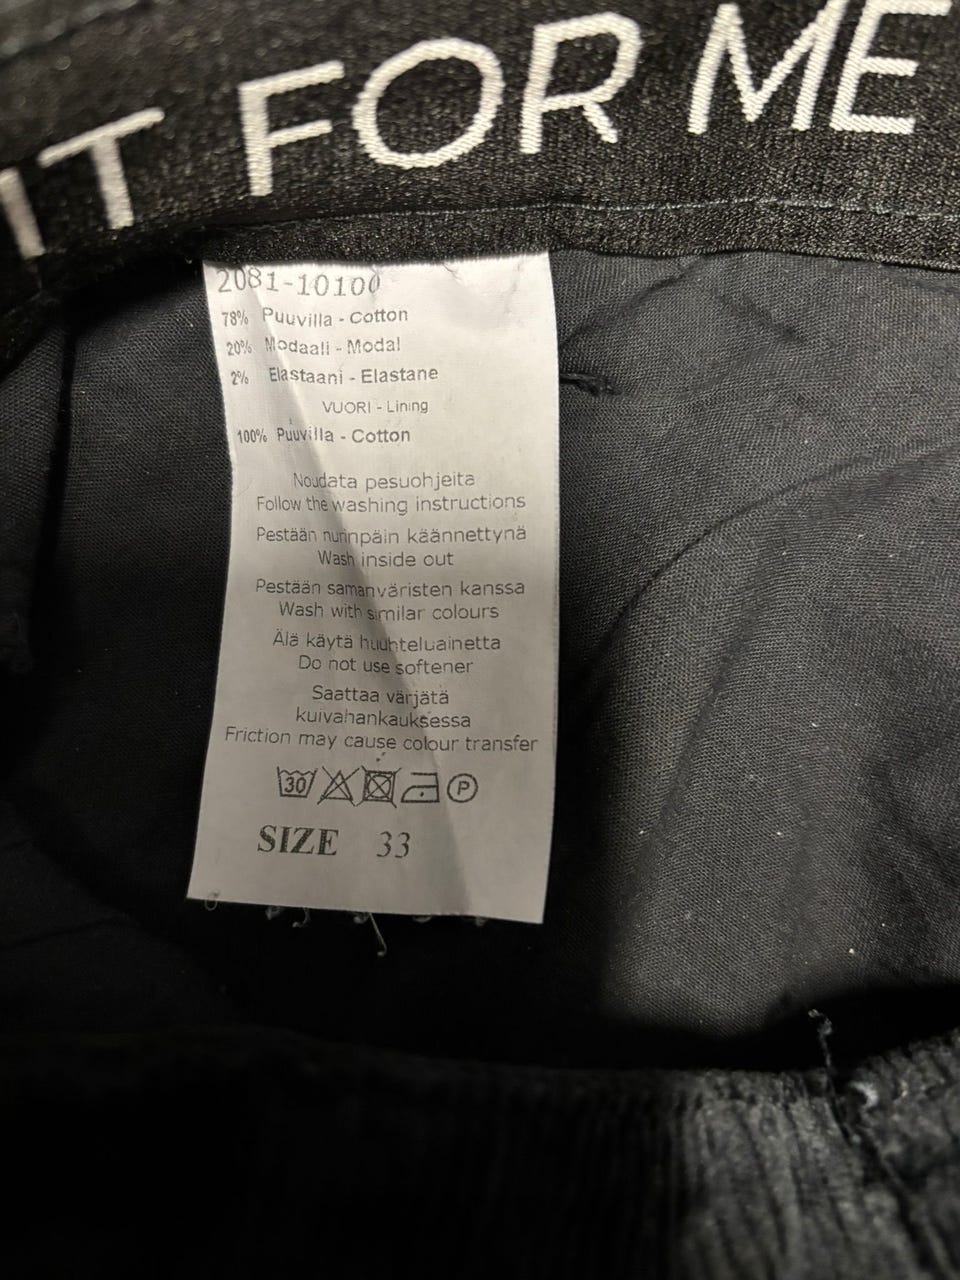 IT FOR ME
2081-10100
78% Puuvilla - Cotton
20% Modaali - Modal
2% Elastaani - Elastane
VUORI - Lining
100% Puuvilla - Cotton
Noudata pesuohjeita
Follow the washing instructions
Pestään nurinpäin käännettynä
Wash inside out
Pestään samanväristen kanssa
Wash with similar colours
Älä käytä huuhteluainetta
Do not use softener
Saattaa värjätä
kuivahankauksessa
Friction may cause colour transfer
30 P
SIZE 33